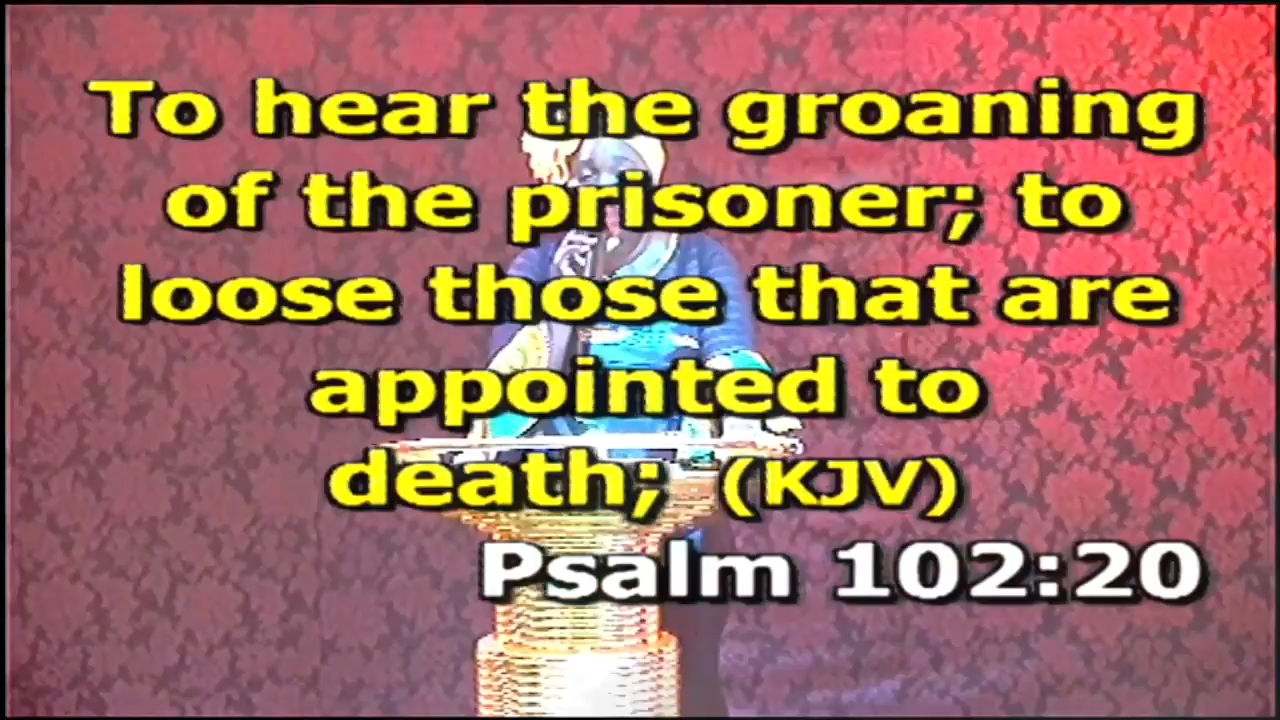 To hear the groaning
of the prisoner; to
loose those that are
appointed to
death; (KJV)
Psalm 102:20